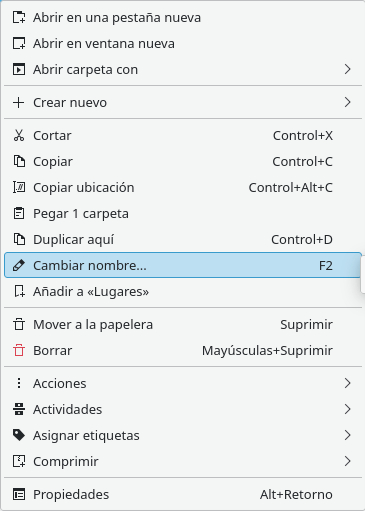 Abrir en una pestaña nueva
Abrir en ventana nueva
Abrir carpeta con
Crear nuevo
Cortar Control+X
Copiar Control+C
Copiar ubicación Control+Alt+C
Pegar 1 carpeta
Duplicar aquí Control+D
Cambiar nombre... F2
Añadir a «Lugares»
Mover a la papelera Suprimir
Borrar Mayúsculas+Suprimir
Acciones
Actividades
Asignar etiquetas
Comprimir
Propiedades Alt+Retorno